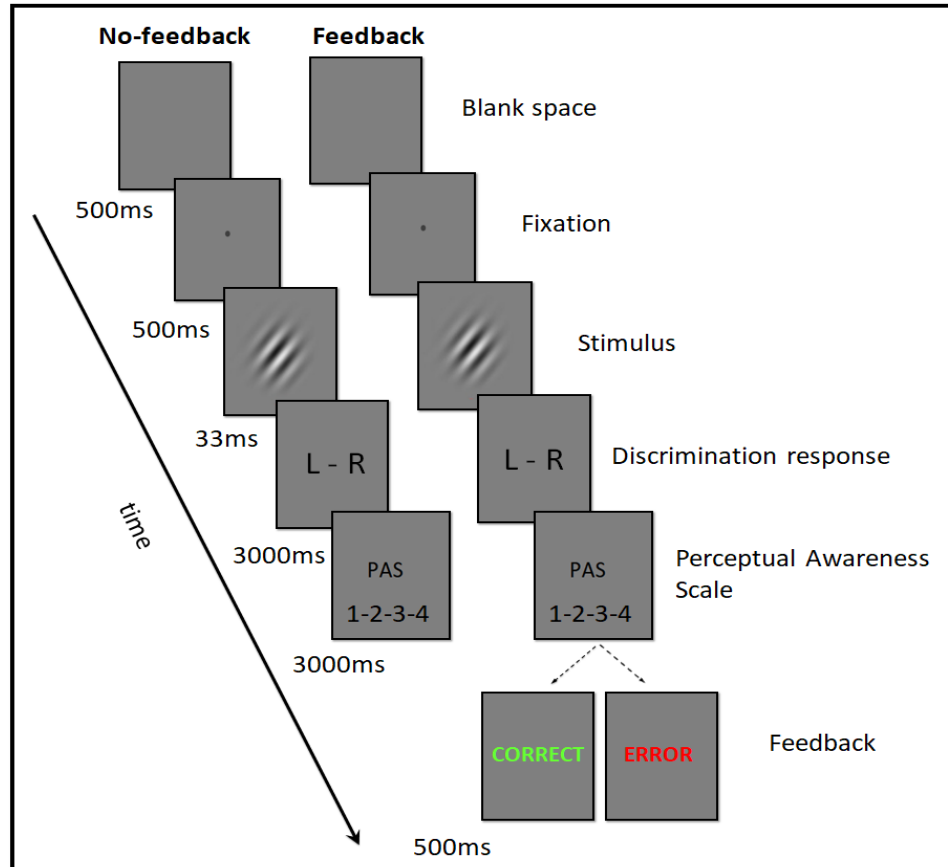 No-feedback Feedback
Blank space
500ms
Fixation
500ms
Stimulus
33ms
L - R L - R
Discrimination response
time
3000ms
PAS PAS
1-2-3-4 1-2-3-4
Perceptual Awareness
Scale
3000ms
CORRECT ERROR
Feedback
500ms